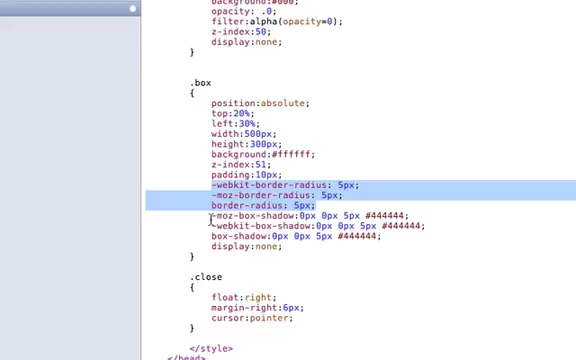 background:#000;
opacity: .0;
filter:alpha(opacity=0);
z-index:50;
display:none;
}
.box
{
position:absolute;
top:20%;
left:30%;
width:500px;
height:300px;
background:#ffffff;
z-index:51;
padding:10px;
-webkit-border-radius: 5px;
-moz-border-radius: 5px;
border-radius: 5px;
-moz-box-shadow:0px 0px 5px #444444;
-webkit-box-shadow:0px 0px 5px #444444;
box-shadow:0px 0px 5px #444444;
display:none;
}
.close
{
float:right;
margin-right:6px;
cursor:pointer;
}
</style>
</head>